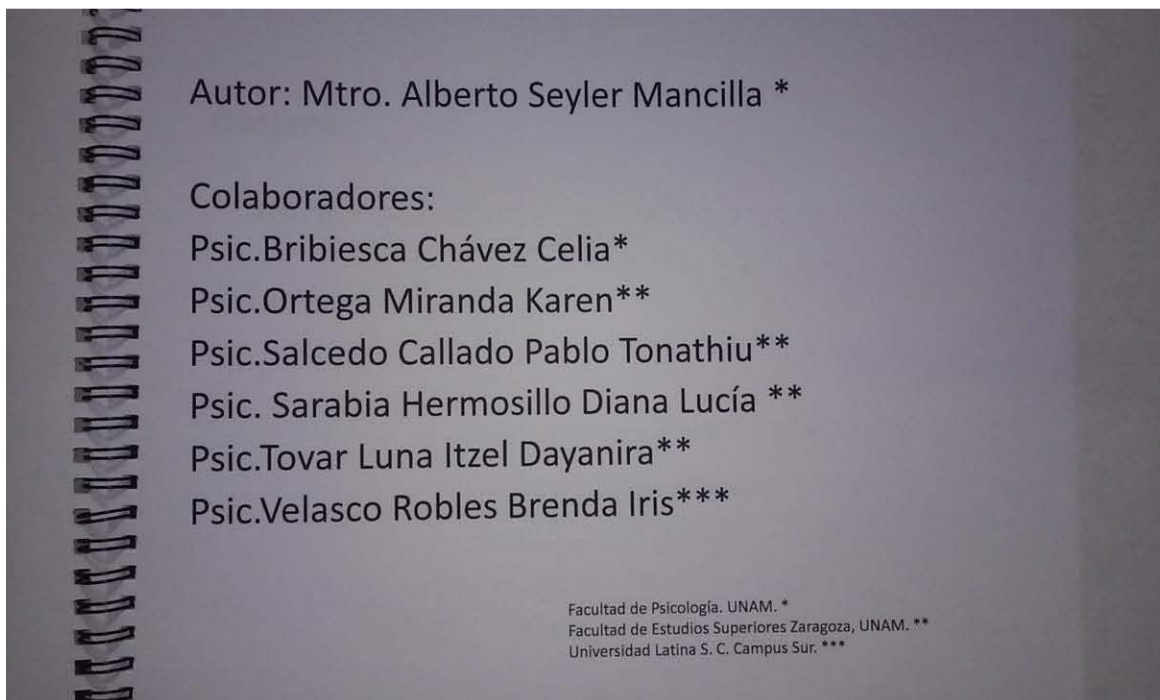 Autor: Mtro. Alberto Seyler Mancilla *
Colaboradores:
Psic.Bribiesca Chávez Celia*
Psic.Ortega Miranda Karen**
Psic.Salcedo Callado Pablo Tonathiu**
Psic. Sarabia Hermosillo Diana Lucía **
Psic.Tovar Luna Itzel Dayanira**
Psic.Velasco Robles Brenda Iris***
Facultad de Psicología. UNAM. *
Facultad de Estudios Superiores Zaragoza, UNAM. **
Universidad Latina S. C. Campus Sur. ***